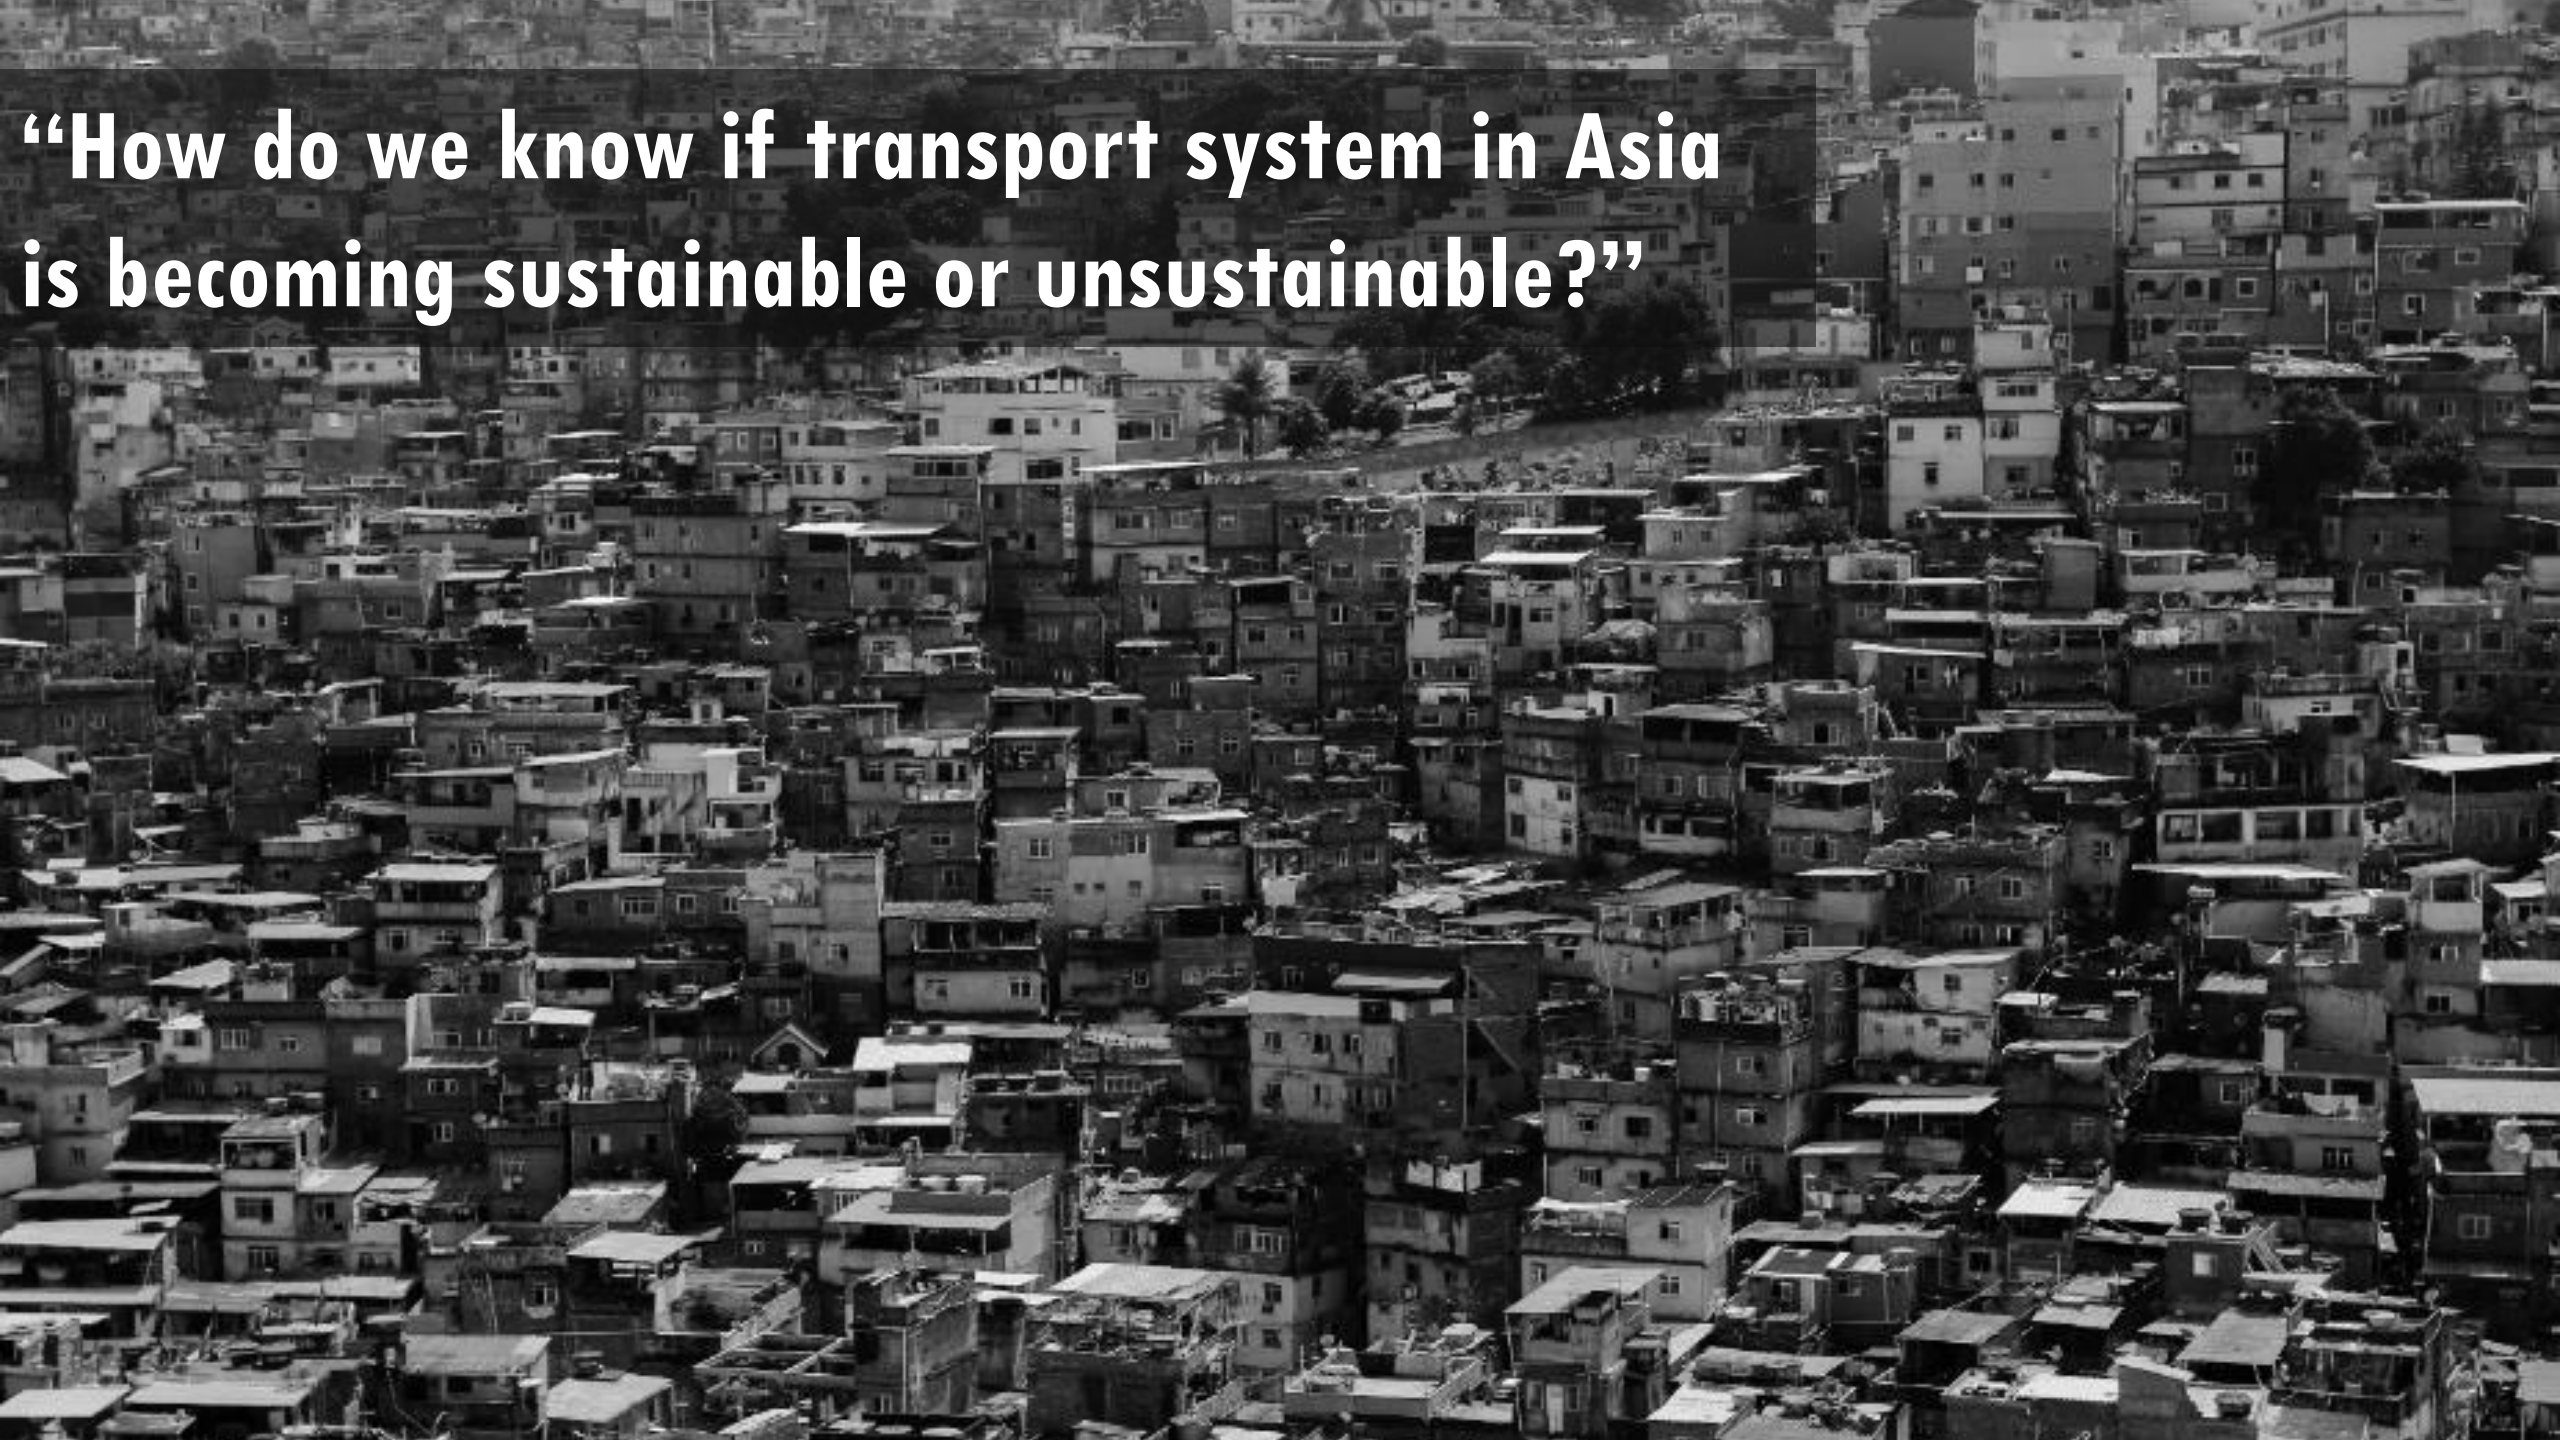 “How do we know if transport system in Asia
is becoming sustainable or unsustainable?”